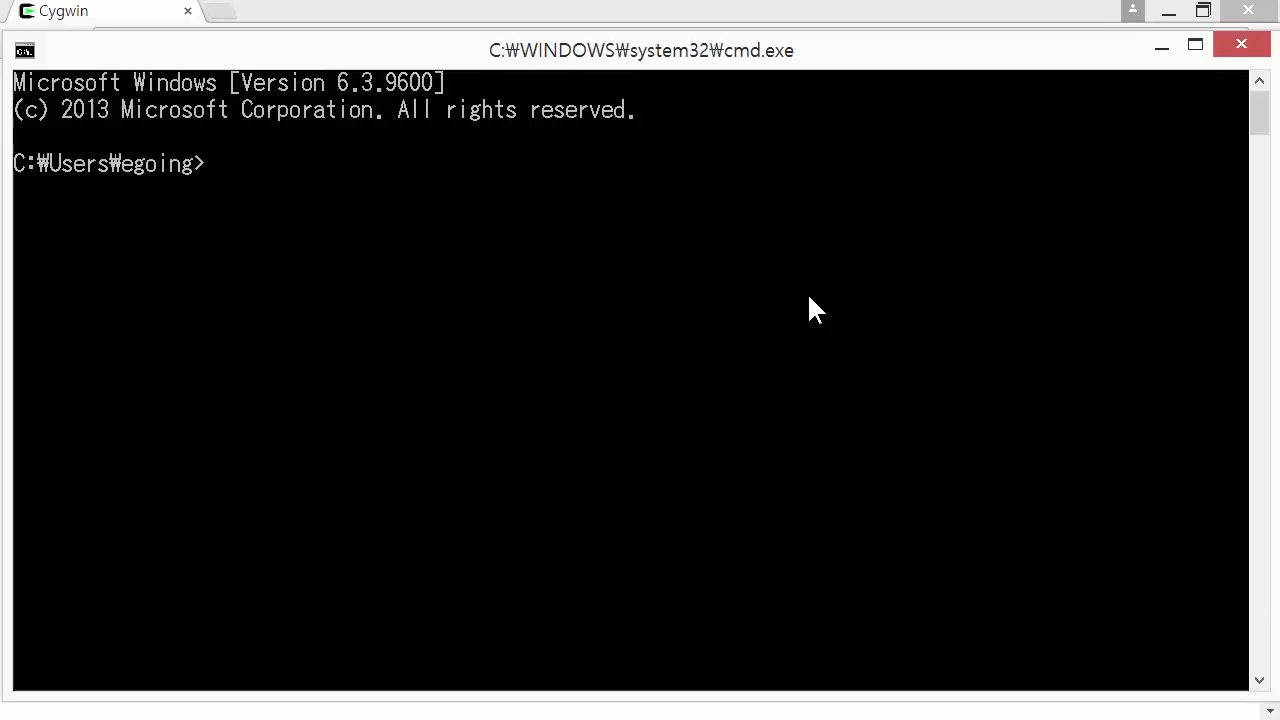 Cygwin
C:₩WINDOWS₩system32₩cmd.exe
Microsoft Windows [Version 6.3.9600]
(c) 2013 Microsoft Corporation. All rights reserved.
C:₩Users₩egoing>